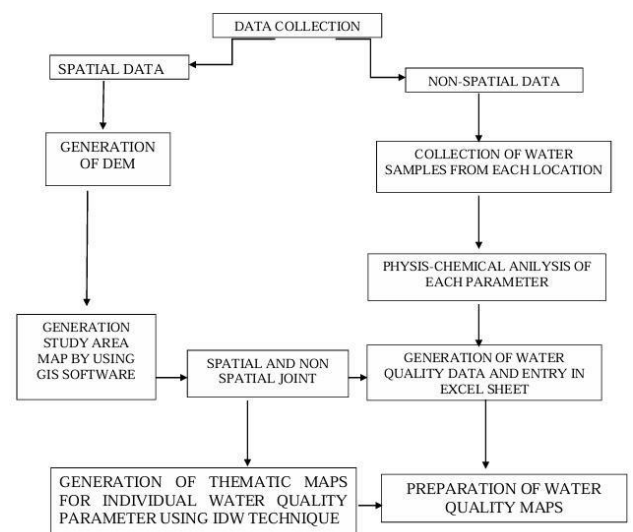 DATA COLLECTION
SPATIAL DATA
NON-SPATIAL DATA
GENERATION
OF DEM
COLLECTION OF WATER
SAMPLES FROM EACH LOCATION
PHYSIS-CHEMICAL ANILYSIS OF
EACH PARAMETER
GENERATION
STUDY AREA
MAP BY USING
GIS SOFTWARE
SPATIAL AND NON
SPATIAL JOINT
GENERATION OF WATER
QUALITY DATA AND ENTRY IN
EXCEL SHEET
GENERATION OF THEMATIC MAPS
FOR INDIVIDUAL WATER QUALITY
PARAMETER USING IDW TECHNIQUE
PREPARATION OF WATER
QUALITY MAPS